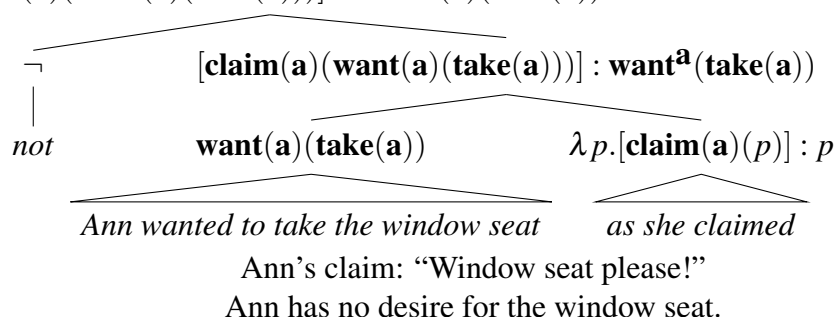 ¬ [claim(a)(want(a)(take(a)))] : wantᵃ(take(a))
not want(a)(take(a)) λp.[claim(a)(p)] : p
Ann wanted to take the window seat as she claimed
Ann's claim: “Window seat please!”
Ann has no desire for the window seat.